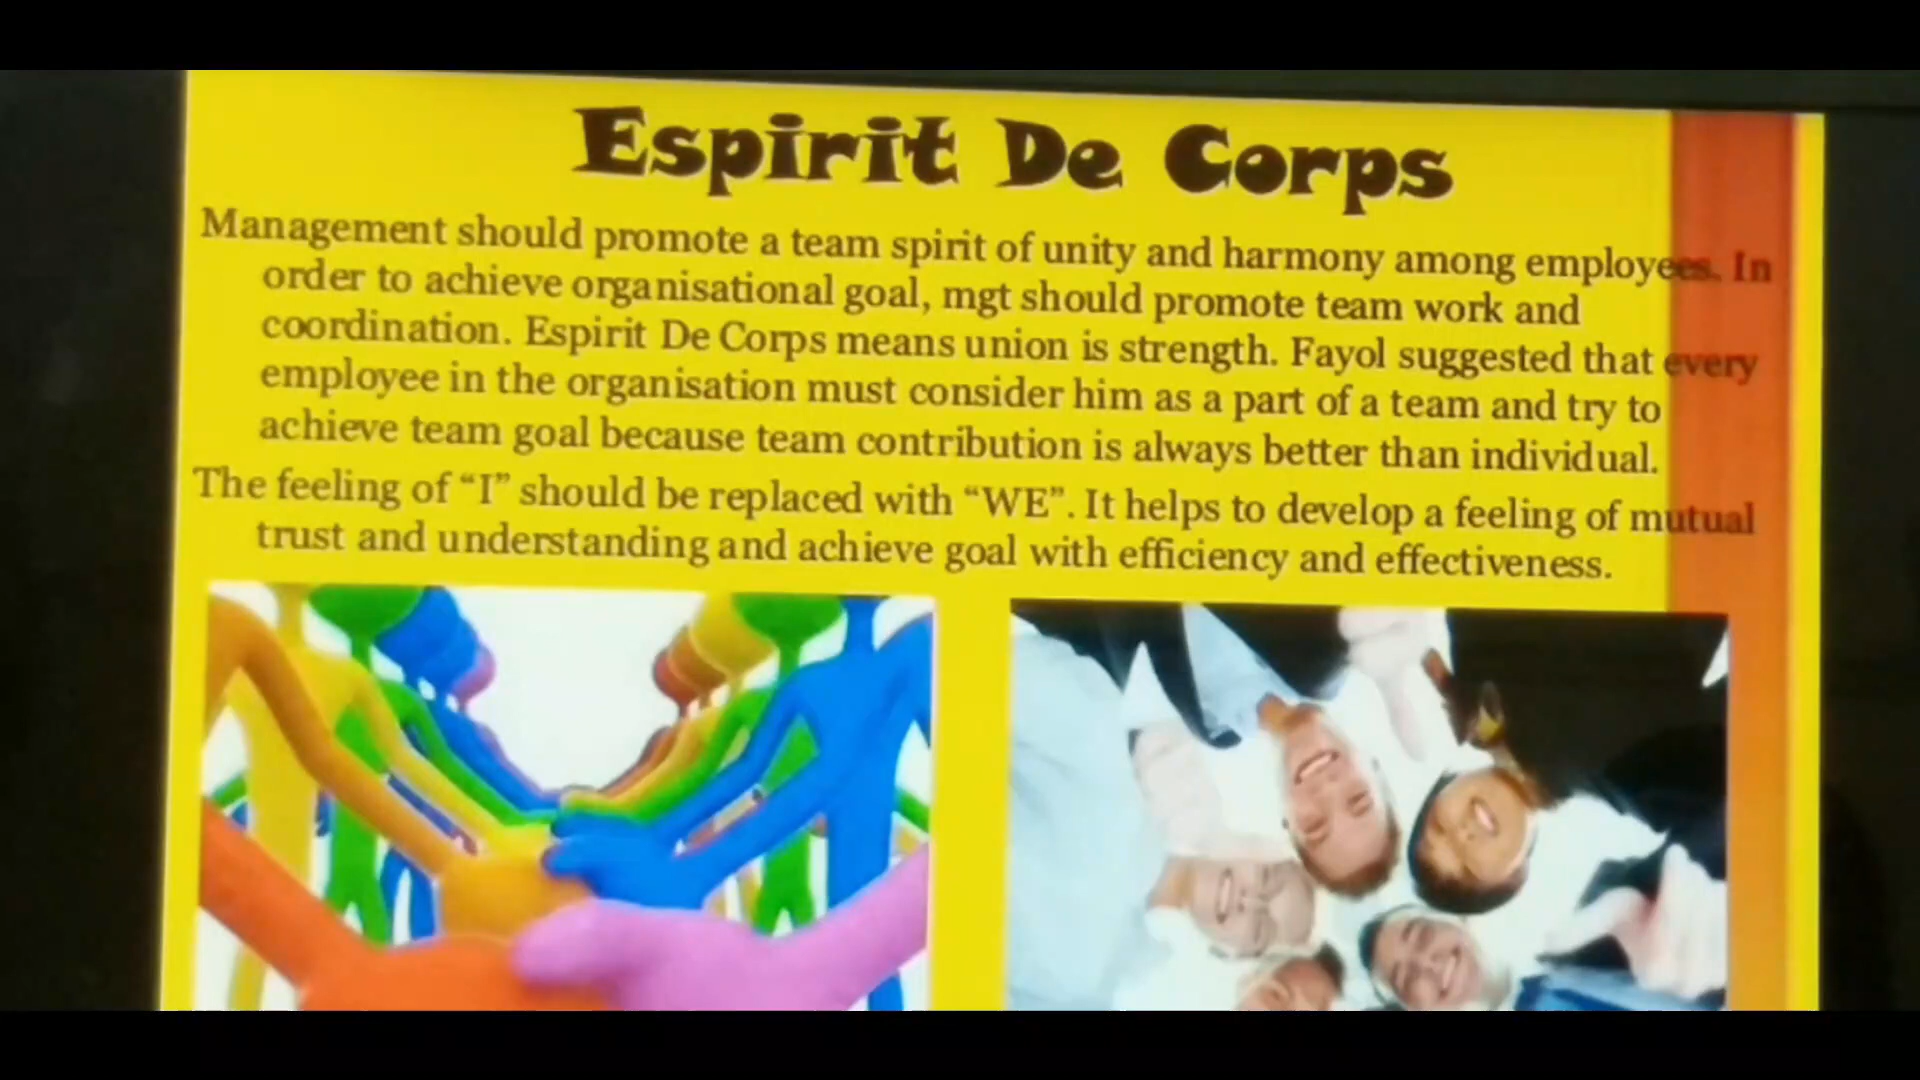 Espirit De Corps
Management should promote a team spirit of unity and harmony among employees. In
order to achieve organisational goal, mgt should promote team work and
coordination. Espirit De Corps means union is strength. Fayol suggested that every
employee in the organisation must consider him as a part of a team and try to
achieve team goal because team contribution is always better than individual.
The feeling of “I” should be replaced with “WE”. It helps to develop a feeling of mutual
trust and understanding and achieve goal with efficiency and effectiveness.